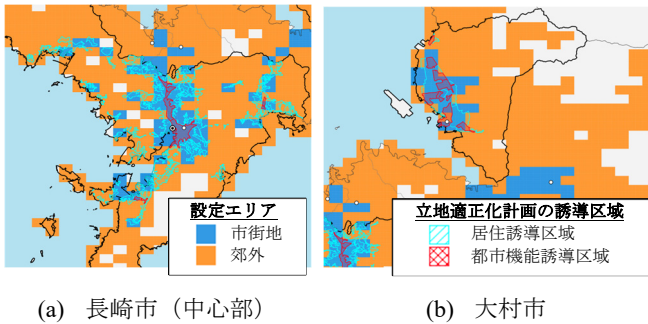 設定エリア
市街地
郊外
立地適正化計画の誘導区域
居住誘導区域
都市機能誘導区域
(a) 長崎市（中心部）
(b) 大村市